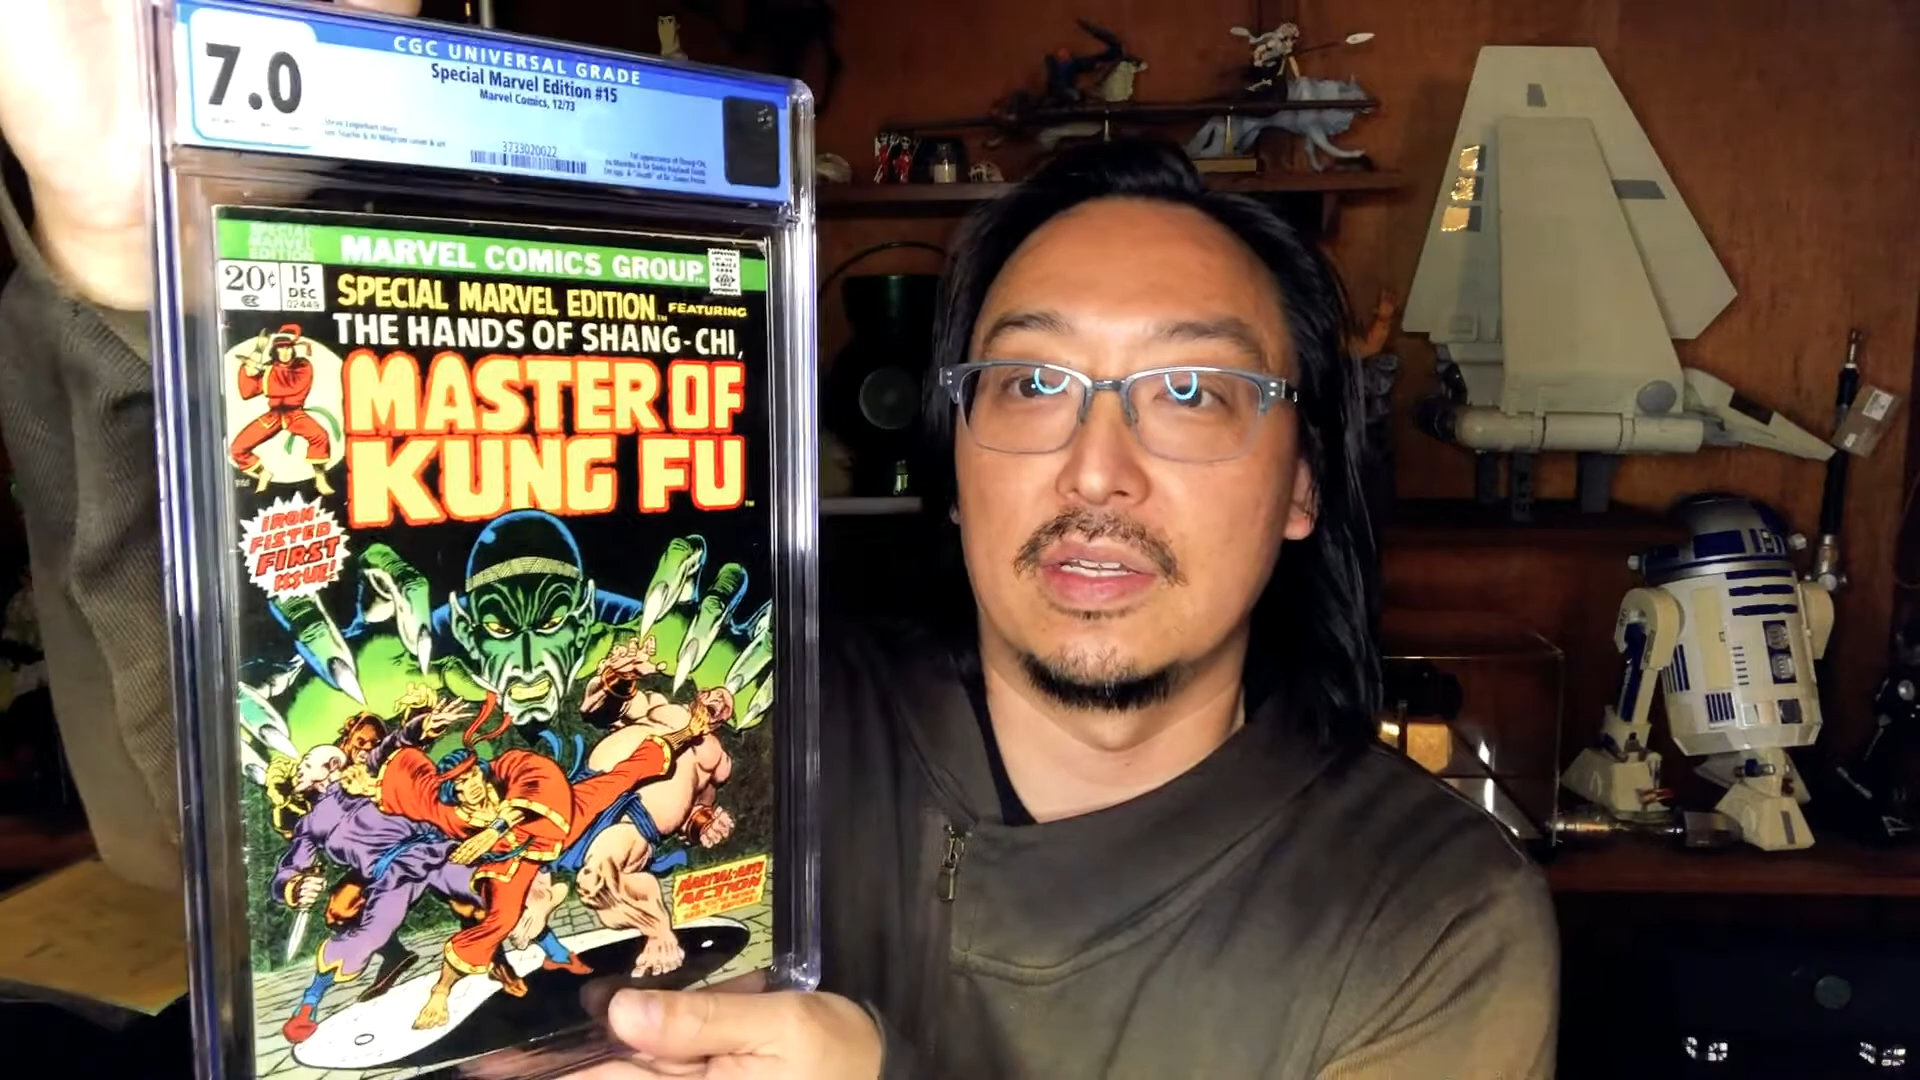 7.0
CGC UNIVERSAL GRADE
Special Marvel Edition #15
Marvel Comics, 12/73
3733020022
SPECIAL
MARVEL
EDITION
MARVEL COMICS GROUP
20¢
15
DEC
02449
SPECIAL MARVEL EDITION FEATURING
THE HANDS OF SHANG-CHI,
MASTER OF
KUNG FU
IRON-
FISTED
FIRST
ISSUE!
MARTIAL-ARTS
ACTION